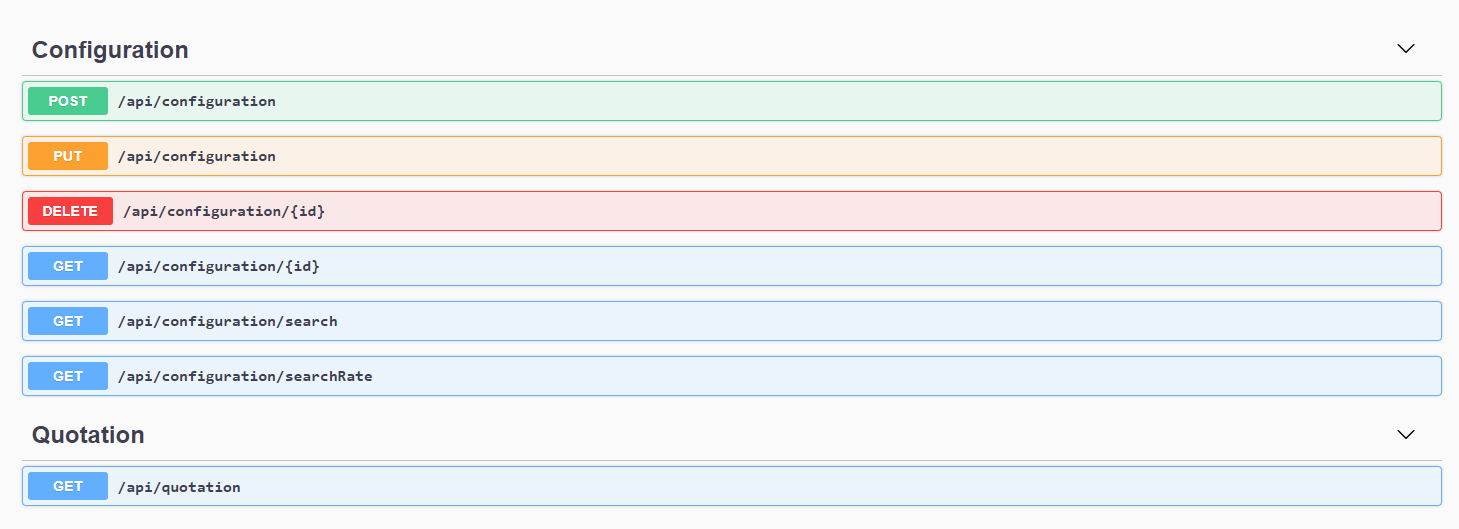 Configuration
POST /api/configuration
PUT /api/configuration
DELETE /api/configuration/{id}
GET /api/configuration/{id}
GET /api/configuration/search
GET /api/configuration/searchRate
Quotation
GET /api/quotation